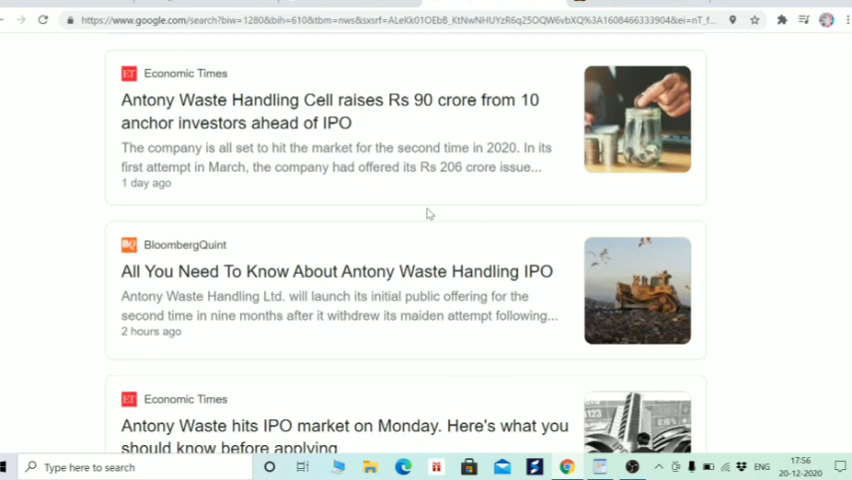 https://www.google.com/search?biw=1280&bih=610&tbm=nws&sxsrf=ALeKk01OEbB_KtNwNHUYzR6q25OQW6vbXQ%3A1608466333904&ei=nT_f...
ET Economic Times
Antony Waste Handling Cell raises Rs 90 crore from 10
anchor investors ahead of IPO
The company is all set to hit the market for the second time in 2020. In its
first attempt in March, the company had offered its Rs 206 crore issue...
1 day ago
BQ BloombergQuint
All You Need To Know About Antony Waste Handling IPO
Antony Waste Handling Ltd. will launch its initial public offering for the
second time in nine months after it withdrew its maiden attempt following...
2 hours ago
ET Economic Times
Antony Waste hits IPO market on Monday. Here's what you
should know before applying
Type here to search
ENG
17:56
20-12-2020